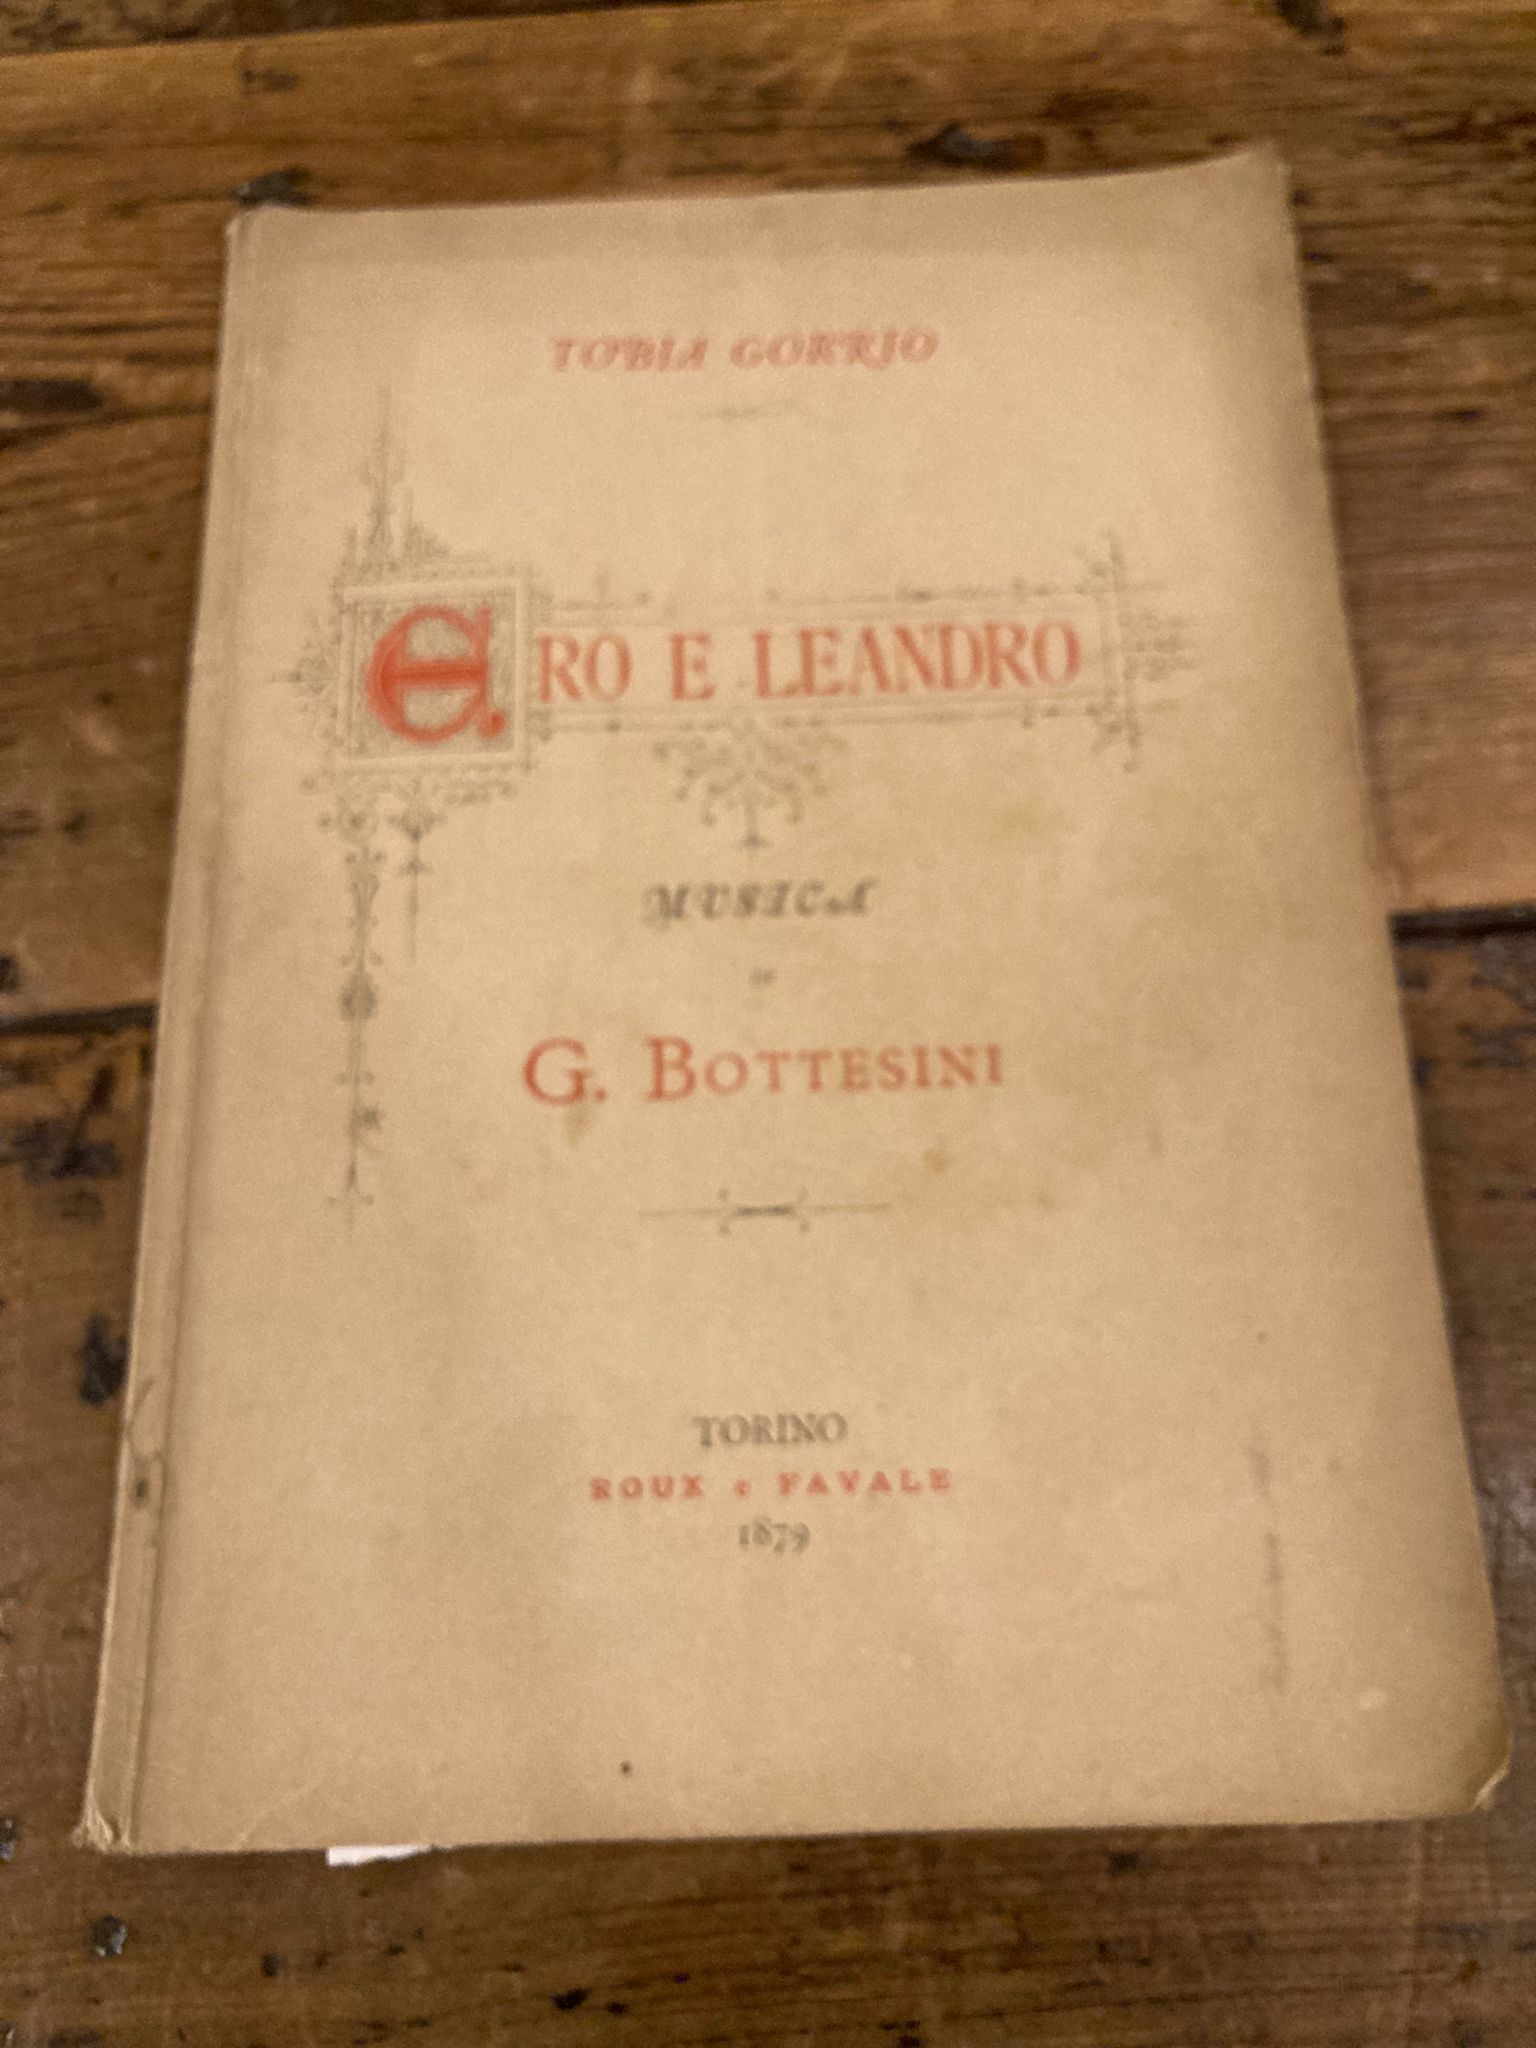 TOBIA GORRIO
ERO E LEANDRO
MUSICA
DI
G. BOTTESINI
TORINO
ROUX e FAVALE
1879